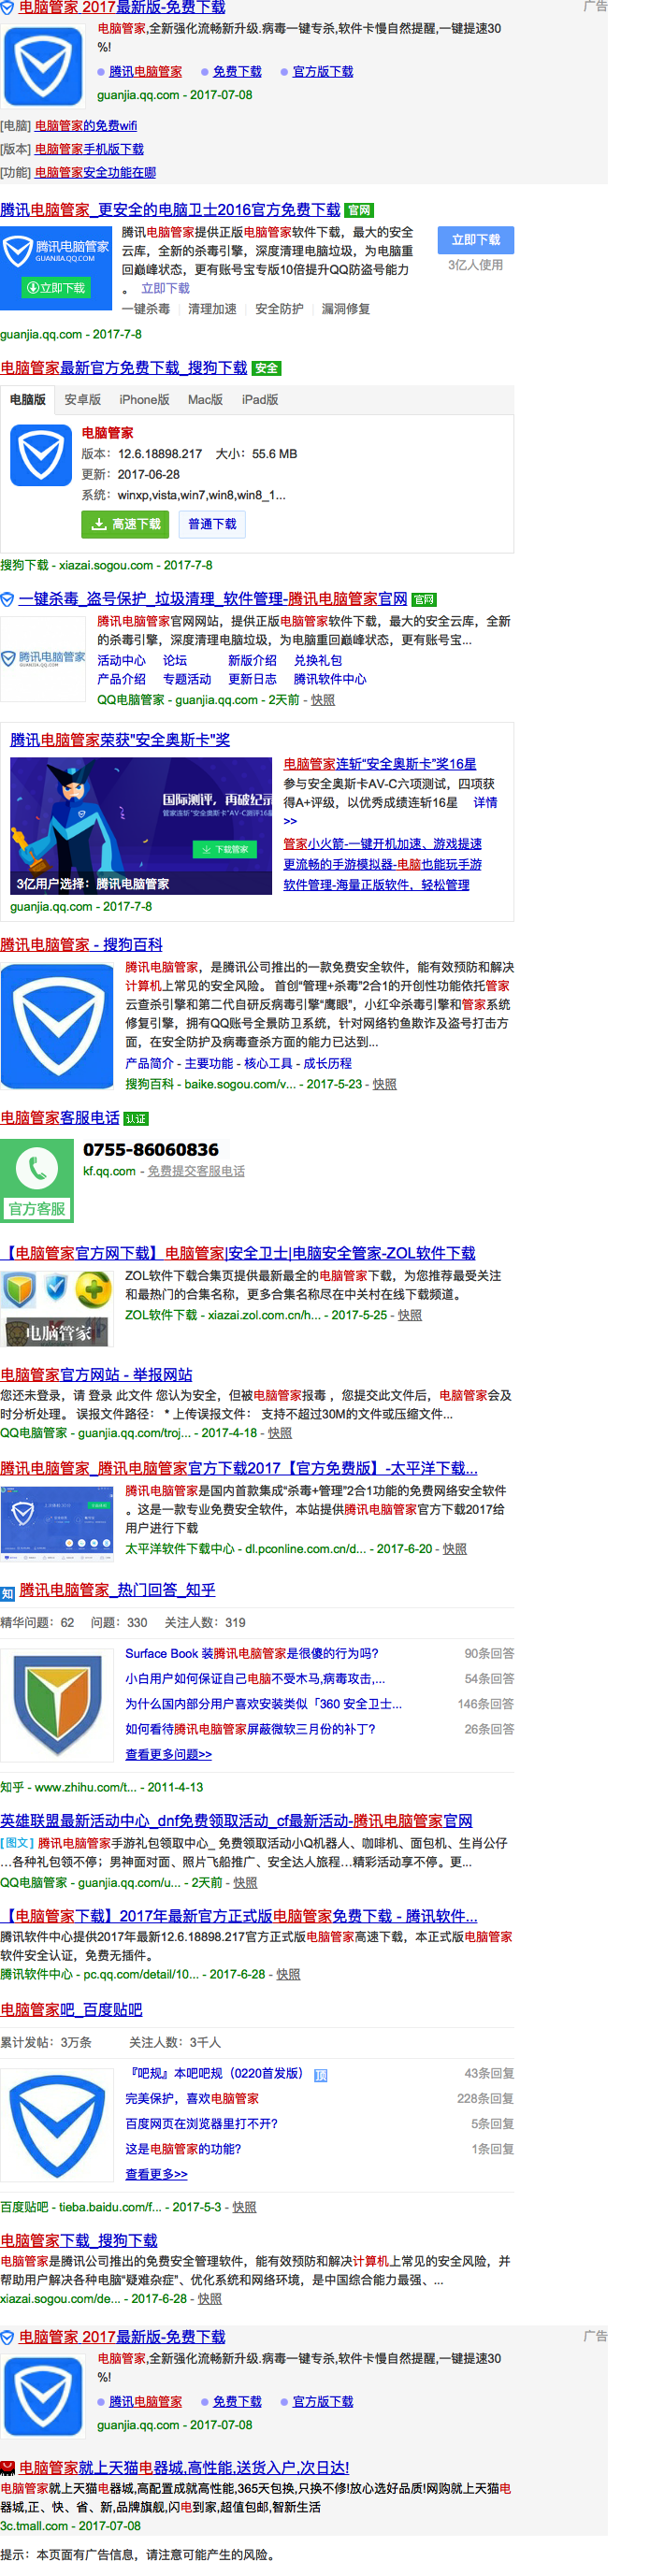 电脑管家 2017最新版-免费下载
广告
电脑管家,全新强化流畅新升级.病毒一键专杀,软件卡慢自然提醒,一键提速30
%!
腾讯电脑管家 免费下载 官方版下载
guanjia.qq.com - 2017-07-08
[电脑] 电脑管家的免费wifi
[版本] 电脑管家手机版下载
[功能] 电脑管家安全功能在哪
腾讯电脑管家_更安全的电脑卫士2016官方免费下载 官网
腾讯电脑管家
GUANJIA.QQ.COM
立即下载
腾讯电脑管家提供正版电脑管家软件下载，最大的安全
云库，全新的杀毒引擎，深度清理电脑垃圾，为电脑重
回巅峰状态，更有账号宝专版10倍提升QQ防盗号能力
。 立即下载
一键杀毒 | 清理加速 | 安全防护 | 漏洞修复
立即下载
3亿人使用
guanjia.qq.com - 2017-7-8
电脑管家最新官方免费下载_搜狗下载 安全
电脑版 安卓版 iPhone版 Mac版 iPad版
电脑管家
版本：12.6.18898.217 大小：55.6 MB
更新：2017-06-28
系统：winxp,vista,win7,win8,win8_1...
高速下载 普通下载
搜狗下载 - xiazai.sogou.com - 2017-7-8
一键杀毒_盗号保护_垃圾清理_软件管理-腾讯电脑管家官网 官网
腾讯电脑管家
GUANJIA.QQ.COM
腾讯电脑管家官网网站，提供正版电脑管家软件下载，最大的安全云库，全新
的杀毒引擎，深度清理电脑垃圾，为电脑重回巅峰状态，更有账号宝...
活动中心 论坛 新版介绍 兑换礼包
产品介绍 专题活动 更新日志 腾讯软件中心
QQ电脑管家 - guanjia.qq.com - 2天前 - 快照
腾讯电脑管家荣获"安全奥斯卡"奖
国际测评，再破纪录
管家连斩“安全奥斯卡”AV-C测评16星
下载管家
3亿用户选择：腾讯电脑管家
电脑管家连斩“安全奥斯卡”奖16星
参与安全奥斯卡AV-C六项测试，四项获
得A+评级，以优秀成绩连斩16星 详情
>>
管家小火箭-一键开机加速、游戏提速
更流畅的手游模拟器-电脑也能玩手游
软件管理-海量正版软件，轻松管理
guanjia.qq.com - 2017-7-8
腾讯电脑管家 - 搜狗百科
腾讯电脑管家，是腾讯公司推出的一款免费安全软件，能有效预防和解决
计算机上常见的安全风险。 首创“管理+杀毒”2合1的开创性功能依托管家
云查杀引擎和第二代自研反病毒引擎“鹰眼”，小红伞杀毒引擎和管家系统
修复引擎，拥有QQ账号全景防卫系统，针对网络钓鱼欺诈及盗号打击方
面，在安全防护及病毒查杀方面的能力已达到...
产品简介 - 主要功能 - 核心工具 - 成长历程
搜狗百科 - baike.sogou.com/v... - 2017-5-23 - 快照
电脑管家客服电话 认证
官方客服
0755-86060836
kf.qq.com - 免费提交客服电话
【电脑管家官方网下载】电脑管家|安全卫士|电脑安全管家-ZOL软件下载
电脑管家
ZOL软件下载合集页提供最新最全的电脑管家下载，为您推荐最受关注
和最热门的合集名称，更多合集名称尽在中关村在线下载频道。
ZOL软件下载 - xiazai.zol.com.cn/h... - 2017-5-25 - 快照
电脑管家官方网站 - 举报网站
您还未登录，请 登录 此文件 您认为安全，但被电脑管家报毒 ，您提交此文件后，电脑管家会及
时分析处理。 误报文件路径： * 上传误报文件： 支持不超过30M的文件或压缩文件...
QQ电脑管家 - guanjia.qq.com/troj... - 2017-4-18 - 快照
腾讯电脑管家_腾讯电脑管家官方下载2017【官方免费版】-太平洋下载...
腾讯电脑管家是国内首款集成“杀毒+管理”2合1功能的免费网络安全软件
。这是一款专业免费安全软件，本站提供腾讯电脑管家官方下载2017给
用户进行下载
太平洋软件下载中心 - dl.pconline.com.cn/d... - 2017-6-20 - 快照
知 腾讯电脑管家_热门回答_知乎
精华问题：62 问题：330 关注人数：319
Surface Book 装腾讯电脑管家是很傻的行为吗? 90条回答
小白用户如何保证自己电脑不受木马,病毒攻击,... 54条回答
为什么国内部分用户喜欢安装类似「360 安全卫士... 146条回答
如何看待腾讯电脑管家屏蔽微软三月份的补丁? 26条回答
查看更多问题>>
知乎 - www.zhihu.com/t... - 2011-4-13
英雄联盟最新活动中心_dnf免费领取活动_cf最新活动-腾讯电脑管家官网
[图文] 腾讯电脑管家手游礼包领取中心_ 免费领取活动小Q机器人、咖啡机、面包机、生肖公仔
...各种礼包领不停；男神面对面、照片飞船推广、安全达人旅程...精彩活动享不停。更...
QQ电脑管家 - guanjia.qq.com/u... - 2天前 - 快照
【电脑管家下载】2017年最新官方正式版电脑管家免费下载 - 腾讯软件...
腾讯软件中心提供2017年最新12.6.18898.217官方正式版电脑管家高速下载，本正式版电脑管家
软件安全认证，免费无插件。
腾讯软件中心 - pc.qq.com/detail/10... - 2017-6-28 - 快照
电脑管家吧_百度贴吧
累计发帖：3万条 关注人数：3千人
『吧规』本吧吧规（0220首发版） 顶 43条回复
完美保护，喜欢电脑管家 228条回复
百度网页在浏览器里打不开? 5条回复
这是电脑管家的功能? 1条回复
查看更多>>
百度贴吧 - tieba.baidu.com/f... - 2017-5-3 - 快照
电脑管家下载_搜狗下载
电脑管家是腾讯公司推出的免费安全管理软件，能有效预防和解决计算机上常见的安全风险，并
帮助用户解决各种电脑“疑难杂症”、优化系统和网络环境，是中国综合能力最强、...
xiazai.sogou.com/de... - 2017-6-28 - 快照
电脑管家 2017最新版-免费下载
广告
电脑管家,全新强化流畅新升级.病毒一键专杀,软件卡慢自然提醒,一键提速30
%!
腾讯电脑管家 免费下载 官方版下载
guanjia.qq.com - 2017-07-08
电脑管家就上天猫电器城,高性能,送货入户,次日达!
电脑管家就上天猫电器城,高配置成就高性能,365天包换,只换不修!放心选好品质!网购就上天猫电
器城,正、快、省、新,品牌旗舰,闪电到家,超值包邮,智新生活
3c.tmall.com - 2017-07-08
提示：本页面有广告信息，请注意可能产生的风险。